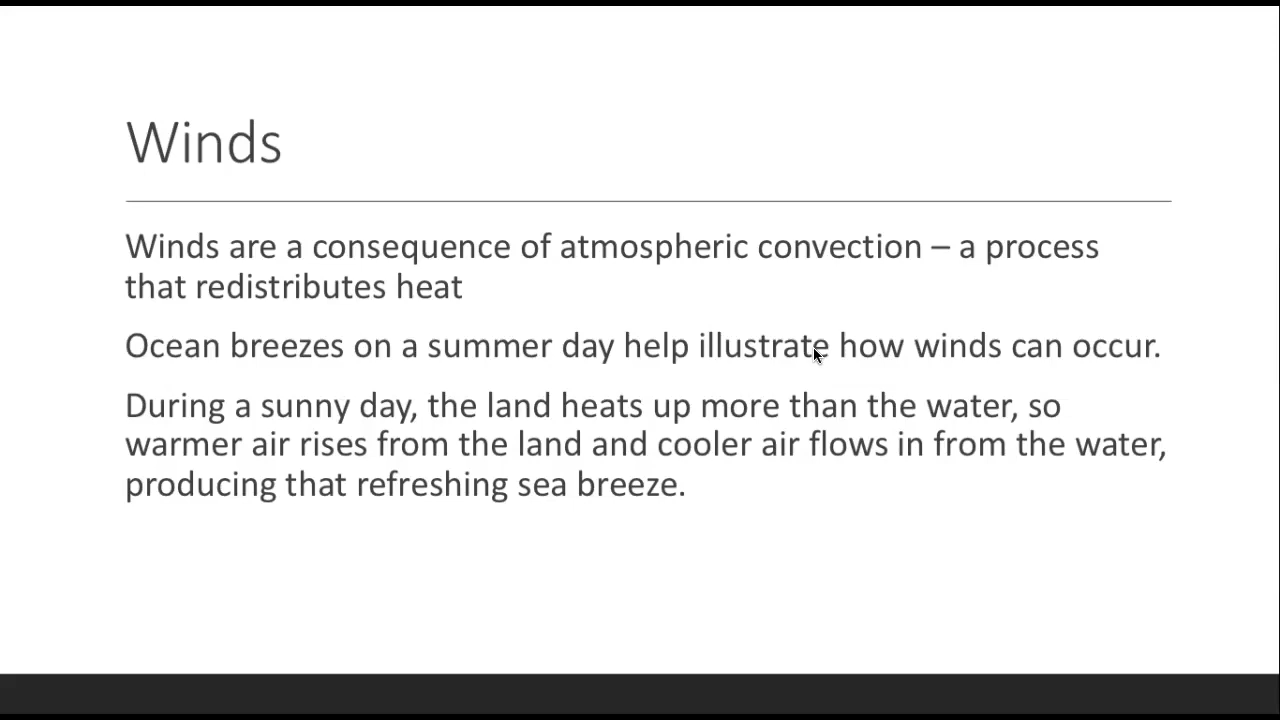 Winds
Winds are a consequence of atmospheric convection – a process
that redistributes heat
Ocean breezes on a summer day help illustrate how winds can occur.
During a sunny day, the land heats up more than the water, so
warmer air rises from the land and cooler air flows in from the water,
producing that refreshing sea breeze.